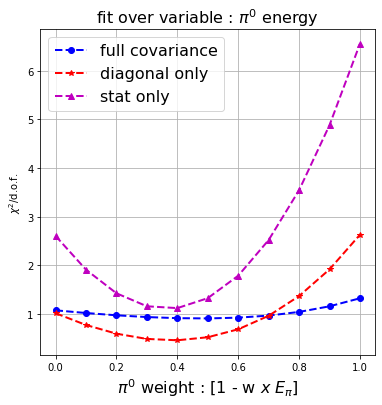 fit over variable : π⁰ energy
full covariance
diagonal only
stat only
χ²/d.o.f.
6
5
4
3
2
1
0.0 0.2 0.4 0.6 0.8 1.0
π⁰ weight : [1 - w x Eπ]